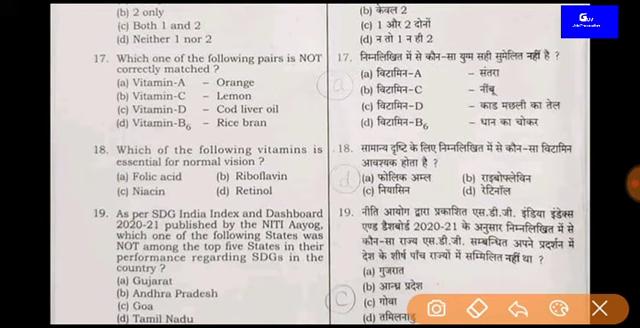 (b) 2 only
(c) Both 1 and 2
(d) Neither 1 nor 2
17. Which one of the following pairs is NOT
correctly matched ?
(a) Vitamin-A – Orange
(b) Vitamin-C – Lemon
(c) Vitamin-D – Cod liver oil
(d) Vitamin-B6 – Rice bran
18. Which of the following vitamins is
essential for normal vision ?
(a) Folic acid (b) Riboflavin
(c) Niacin (d) Retinol
19. As per SDG India Index and Dashboard
2020-21 published by the NITI Aayog,
which one of the following States was
NOT among the top five States in their
performance regarding SDGs in the
country ?
(a) Gujarat
(b) Andhra Pradesh
(c) Goa
(d) Tamil Nadu
(b) केवल 2
(c) 1 और 2 दोनों
(d) न तो 1 न ही 2
17. निम्नलिखित में से कौन-सा युग्म सही सुमेलित नहीं है ?
(a) विटामिन-A – संतरा
(b) विटामिन-C – नींबू
(c) विटामिन-D – काड मछली का तेल
(d) विटामिन-B6 – धान का चोकर
a
18. सामान्य दृष्टि के लिए निम्नलिखित में से कौन-सा विटामिन
आवश्यक होता है ?
(a) फोलिक अम्ल (b) राइबोफ्लेविन
(c) नियासिन (d) रेटिनॉल
d
19. नीति आयोग द्वारा प्रकाशित एस.डी.जी. इंडिया इंडेक्स
एण्ड डैशबोर्ड 2020-21 के अनुसार निम्नलिखित में से
कौन-सा राज्य एस.डी.जी. सम्बन्धित अपने प्रदर्शन में
देश के शीर्ष पाँच राज्यों में सम्मिलित नहीं था ?
(a) गुजरात
(b) आन्ध्र प्रदेश
(c) गोवा
(d) तमिलनाडु
C